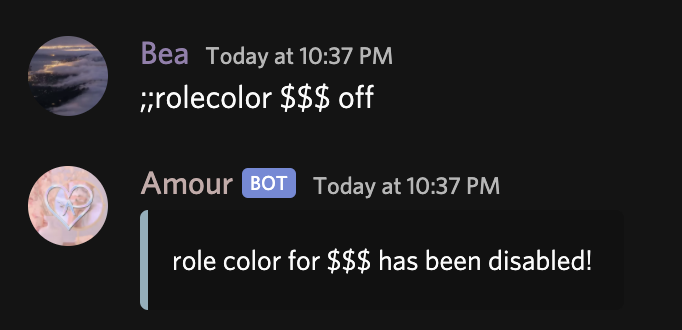 Bea Today at 10:37 PM
;;rolecolor $$$ off
Amour BOT Today at 10:37 PM
role color for $$$ has been disabled!